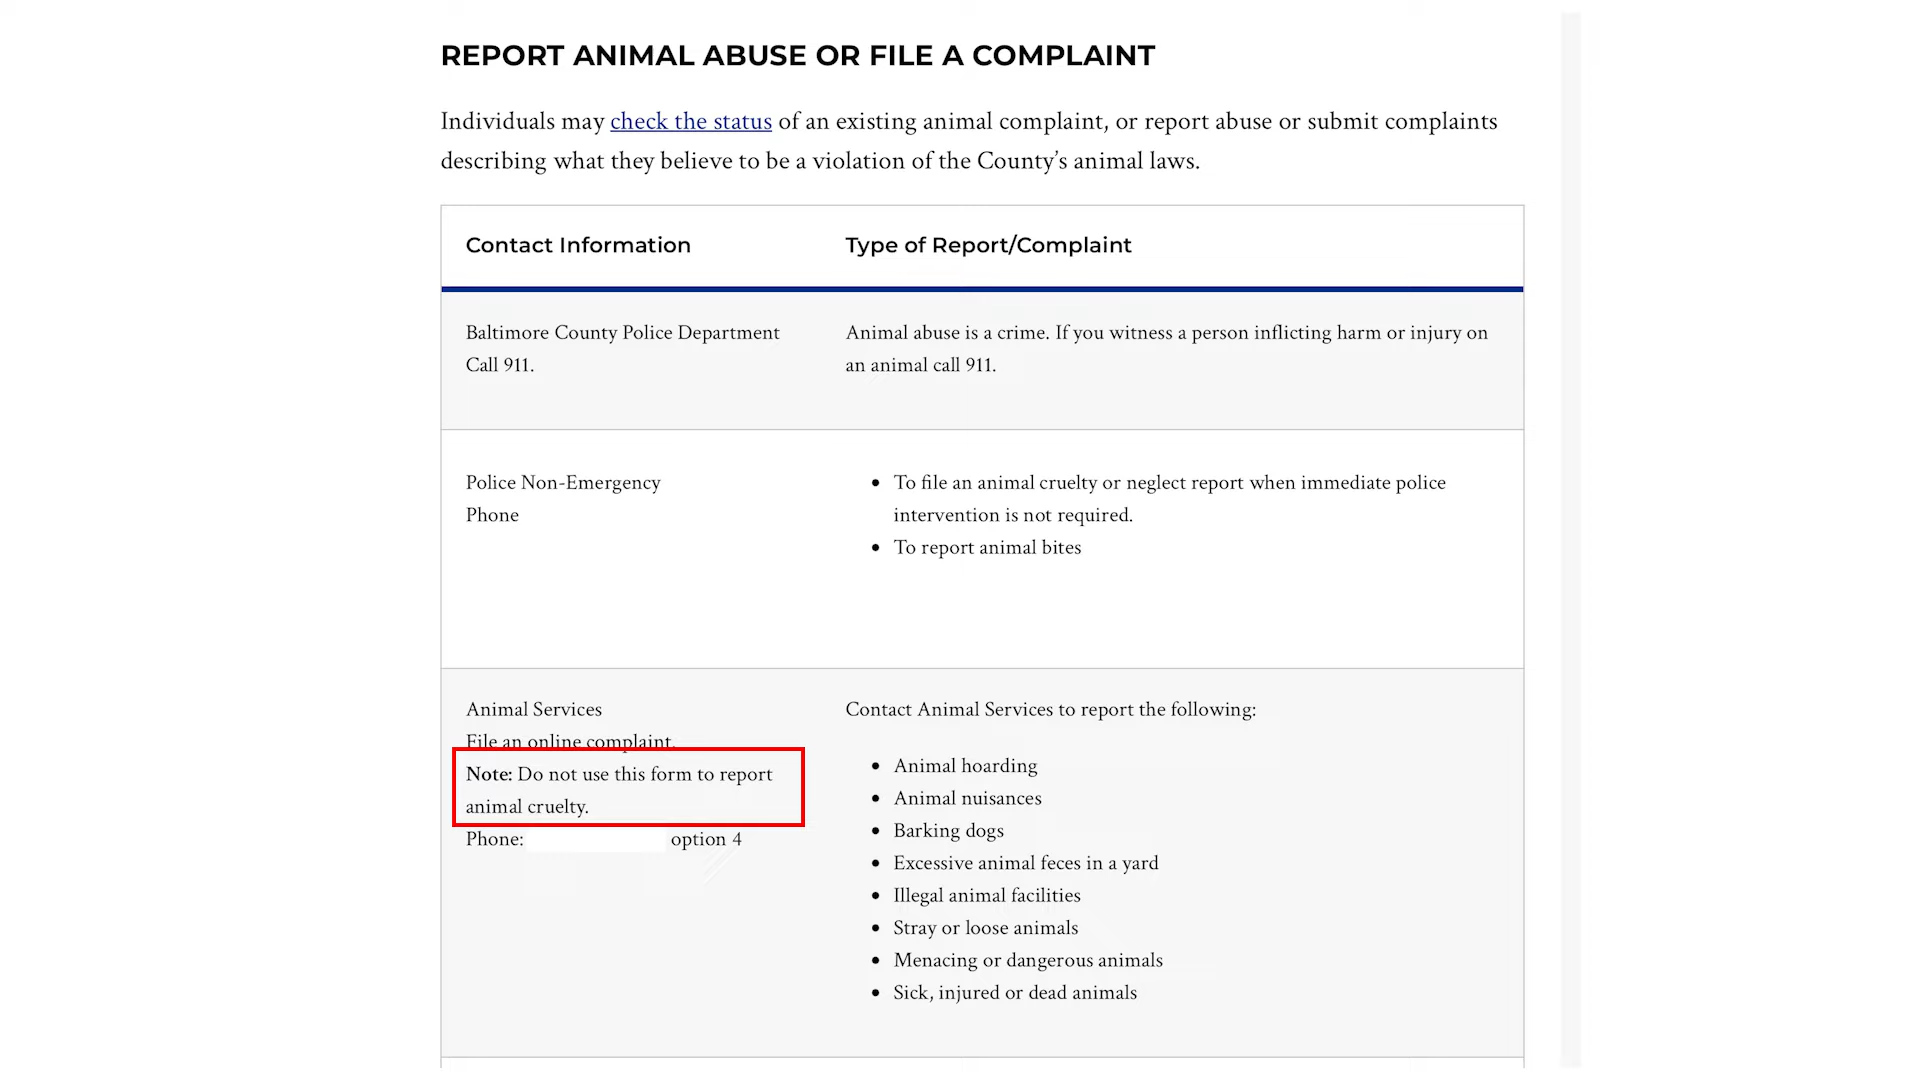 REPORT ANIMAL ABUSE OR FILE A COMPLAINT
Individuals may check the status of an existing animal complaint, or report abuse or submit complaints
describing what they believe to be a violation of the County’s animal laws.
Contact Information
Type of Report/Complaint
Baltimore County Police Department
Call 911.
Animal abuse is a crime. If you witness a person inflicting harm or injury on
an animal call 911.
Police Non-Emergency
Phone
• To file an animal cruelty or neglect report when immediate police
intervention is not required.
• To report animal bites
Animal Services
File an online complaint.
Note: Do not use this form to report
animal cruelty.
Phone: option 4
Contact Animal Services to report the following:
• Animal hoarding
• Animal nuisances
• Barking dogs
• Excessive animal feces in a yard
• Illegal animal facilities
• Stray or loose animals
• Menacing or dangerous animals
• Sick, injured or dead animals